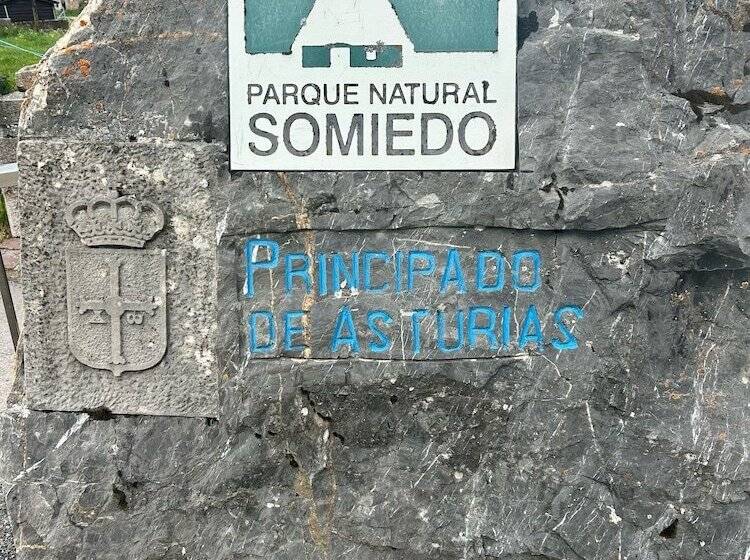 PARQUE NATURAL
SOMIEDO
PRINCIPADO
DE ASTURIAS